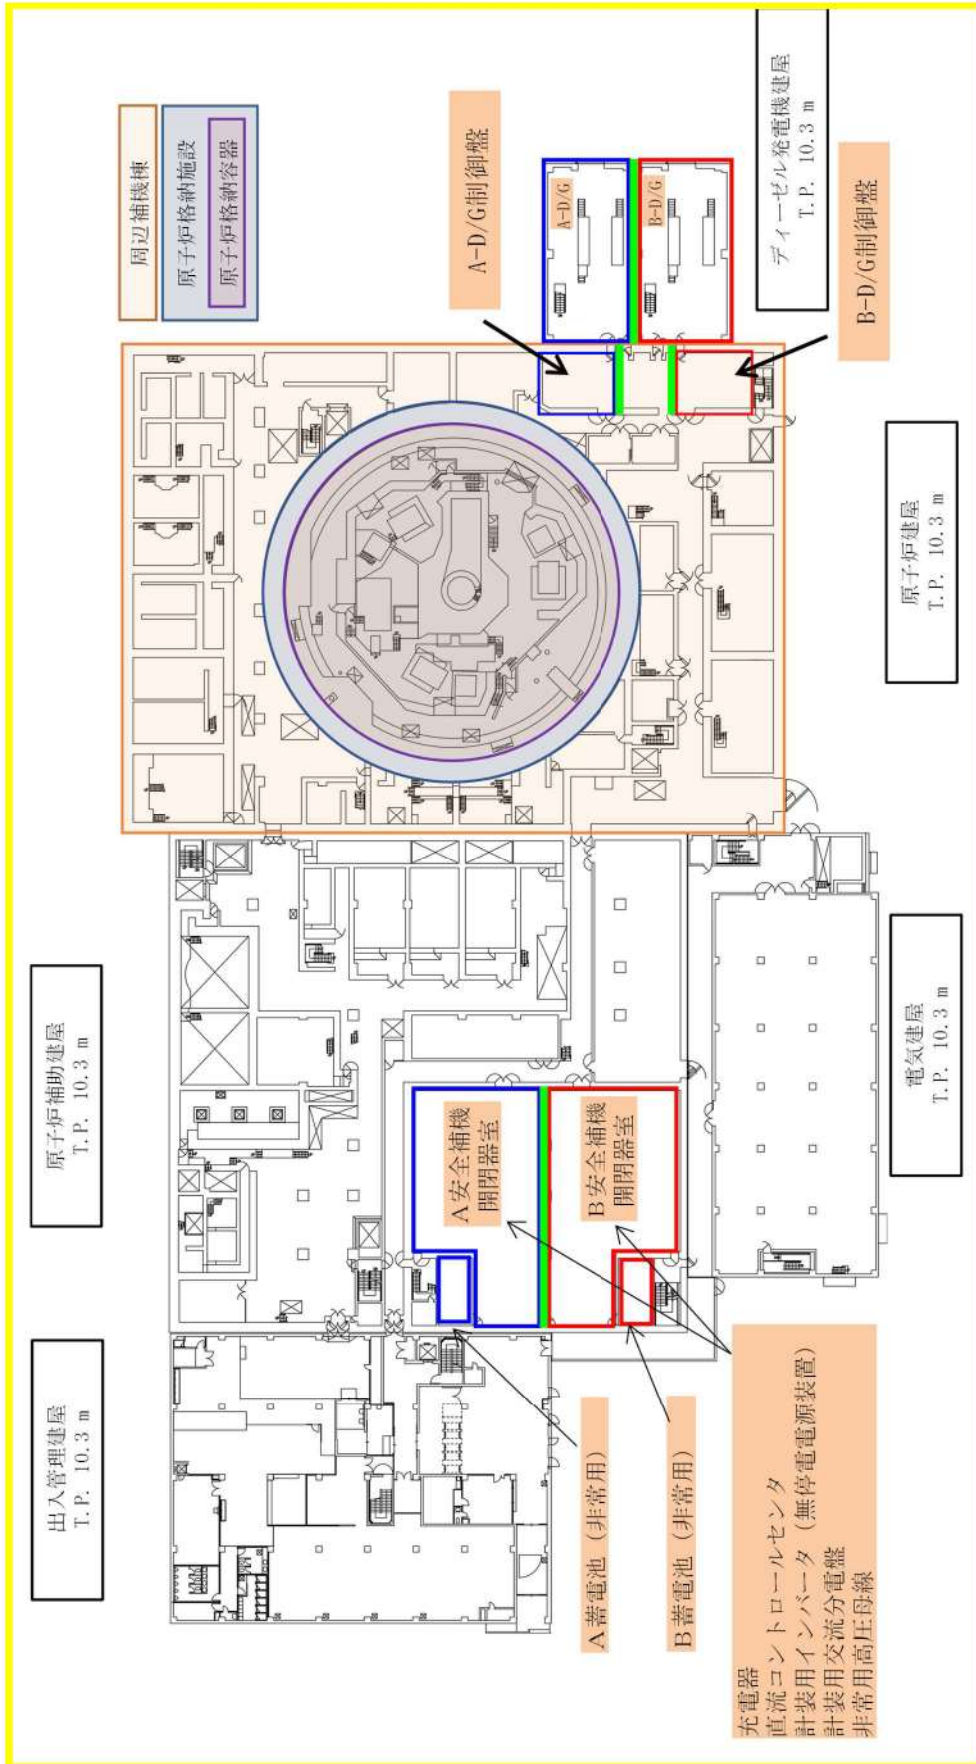 出入管理建屋
T.P. 10.3 m
原子炉補助建屋
T.P. 10.3 m
周辺補機棟
原子炉格納施設
原子炉格納容器
A-D/G制御盤
A-D/G
B-D/G
ディーゼル発電機建屋
T.P. 10.3 m
B-D/G制御盤
原子炉建屋
T.P. 10.3 m
A安全補機
開閉器室
B安全補機
開閉器室
電気建屋
T.P. 10.3 m
A蓄電池（非常用）
B蓄電池（非常用）
充電器
直流コントロールセンタ
計装用インバータ（無停電電源装置）
計装用交流分電盤
非常用高圧母線